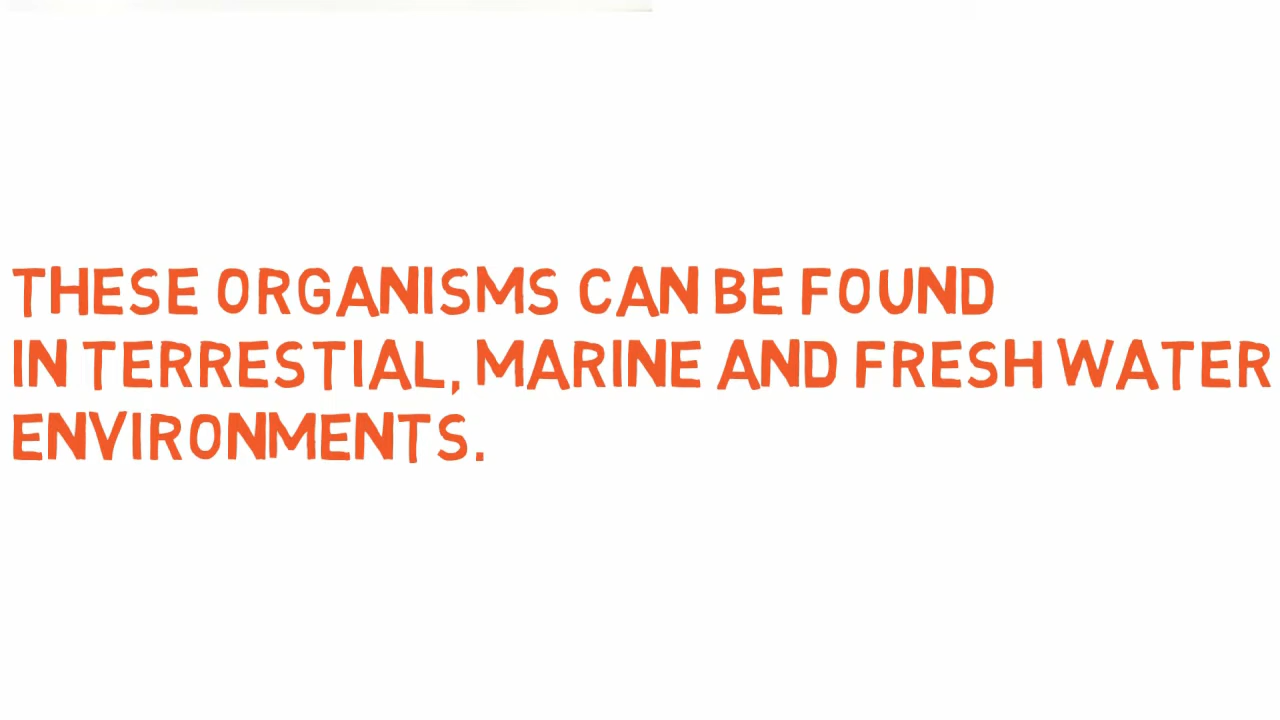 THESE ORGANISMS CAN BE FOUND
IN TERRESTIAL, MARINE AND FRESH WATER
ENVIRONMENTS.